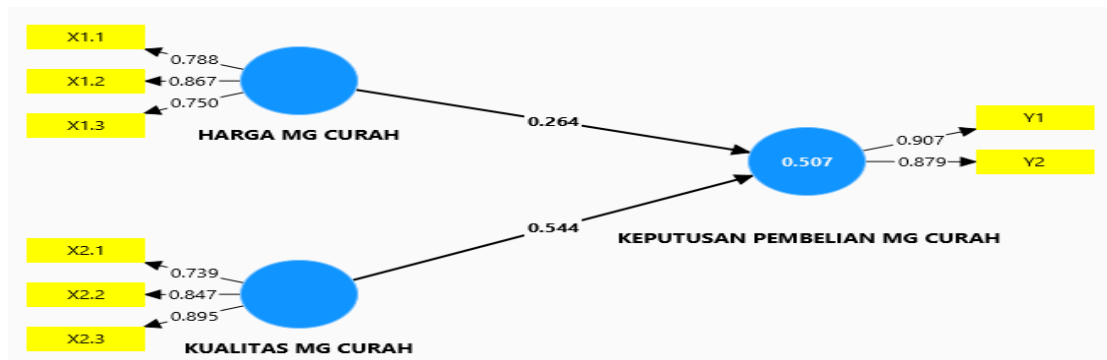 X1.1
0.788
X1.2
0.867
0.750
X1.3
HARGA MG CURAH
0.264
Y1
0.907
0.507
0.879
Y2
0.544
KEPUTUSAN PEMBELIAN MG CURAH
X2.1
0.739
X2.2
0.847
0.895
X2.3
KUALITAS MG CURAH